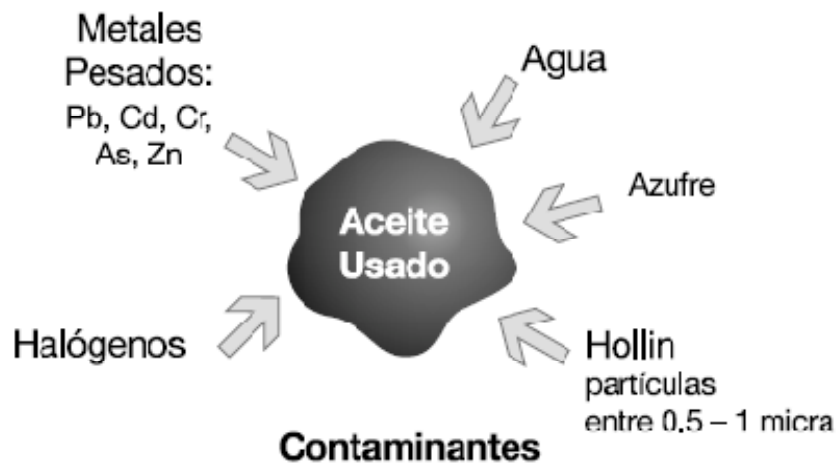 Metales
Pesados:
Pb, Cd, Cr,
As, Zn
Agua
Azufre
Aceite
Usado
Halógenos
Hollin
partículas
entre 0.5 – 1 micra
Contaminantes